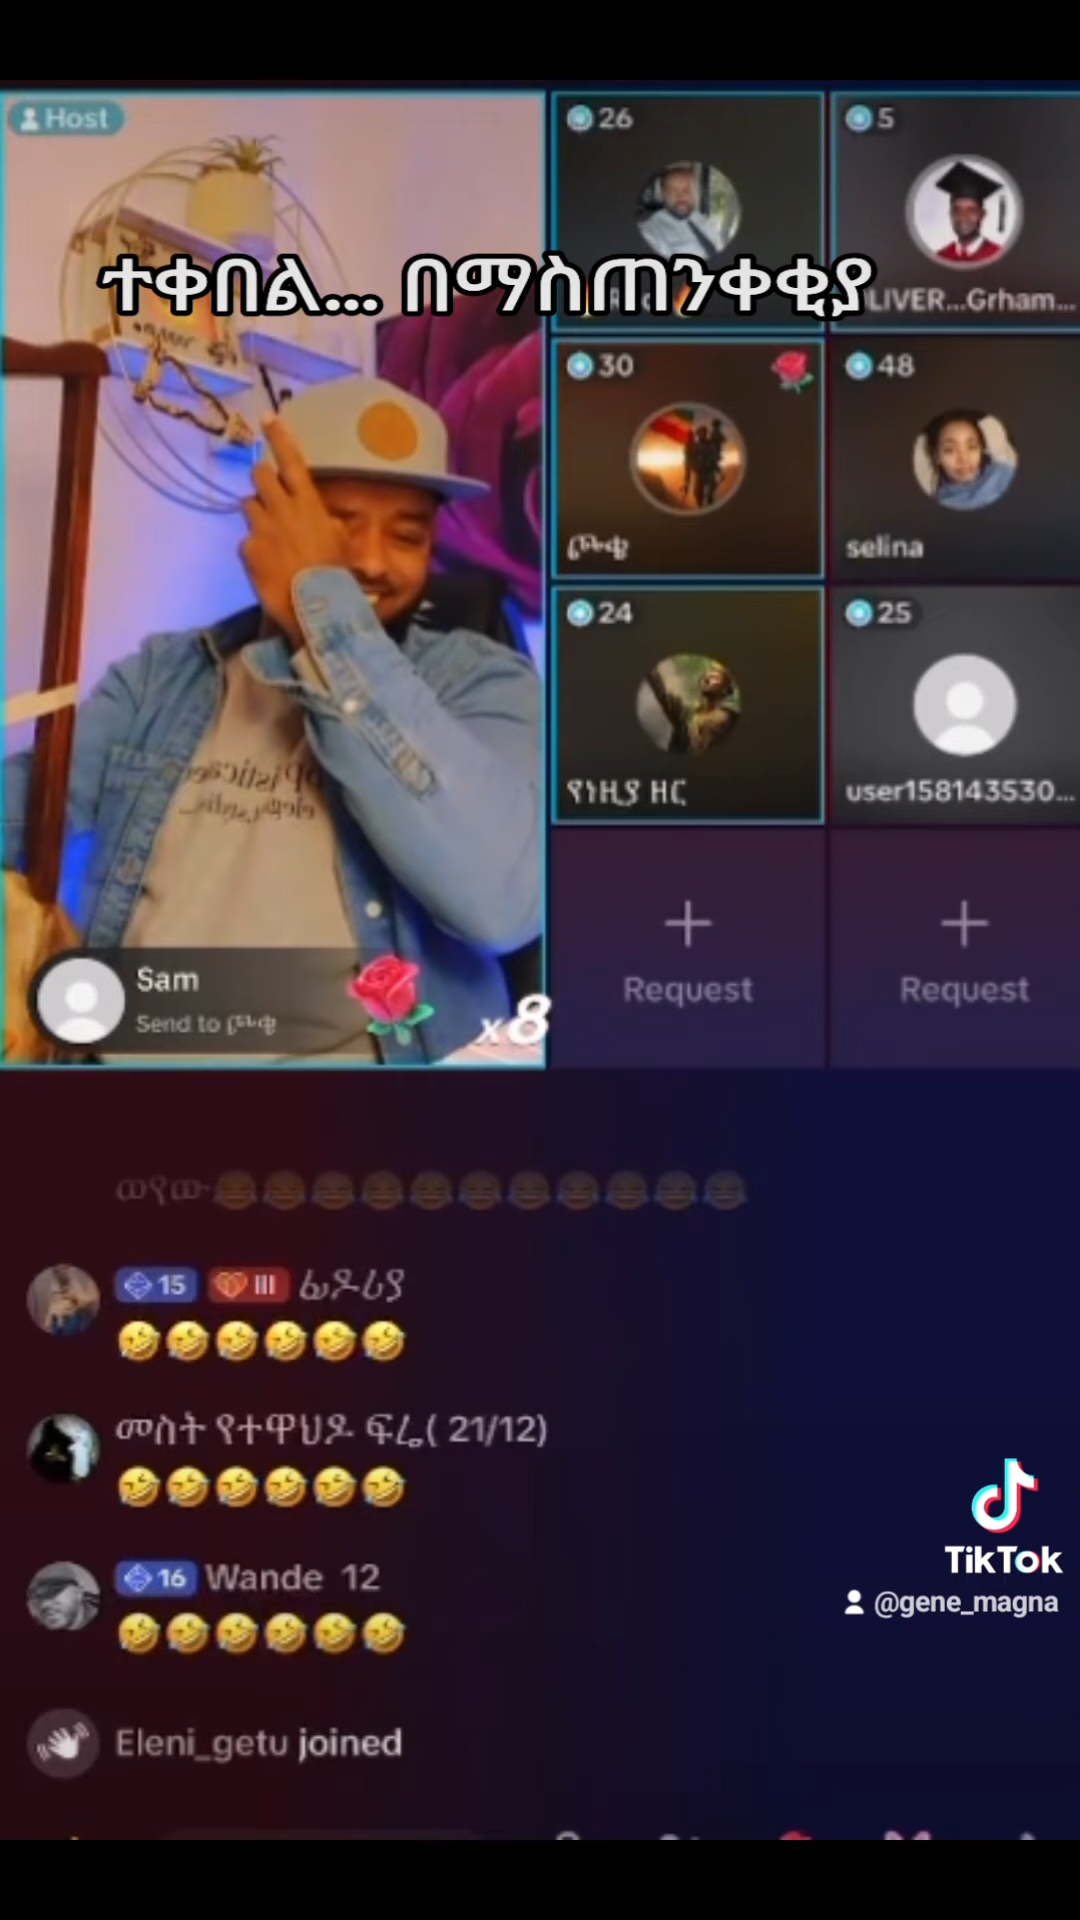 Host
26
5
ተቀበል... በማስጠንቀቂያ
LIVER...Grham...
30
48
ጮቄ
selina
24
25
የነዚያ ዘር
user158143530...
Sam
Send to ጮቄ
x8
Request
Request
ወየው😂😂😂😂😂😂😂😂😂😂😂
15 III ፊዶሪያ
🤣🤣🤣🤣🤣🤣
መስት የተዋህዶ ፍሬ( 21/12)
🤣🤣🤣🤣🤣🤣
16 Wande 12
🤣🤣🤣🤣🤣🤣
Eleni_getu joined
TikTok
@gene_magna